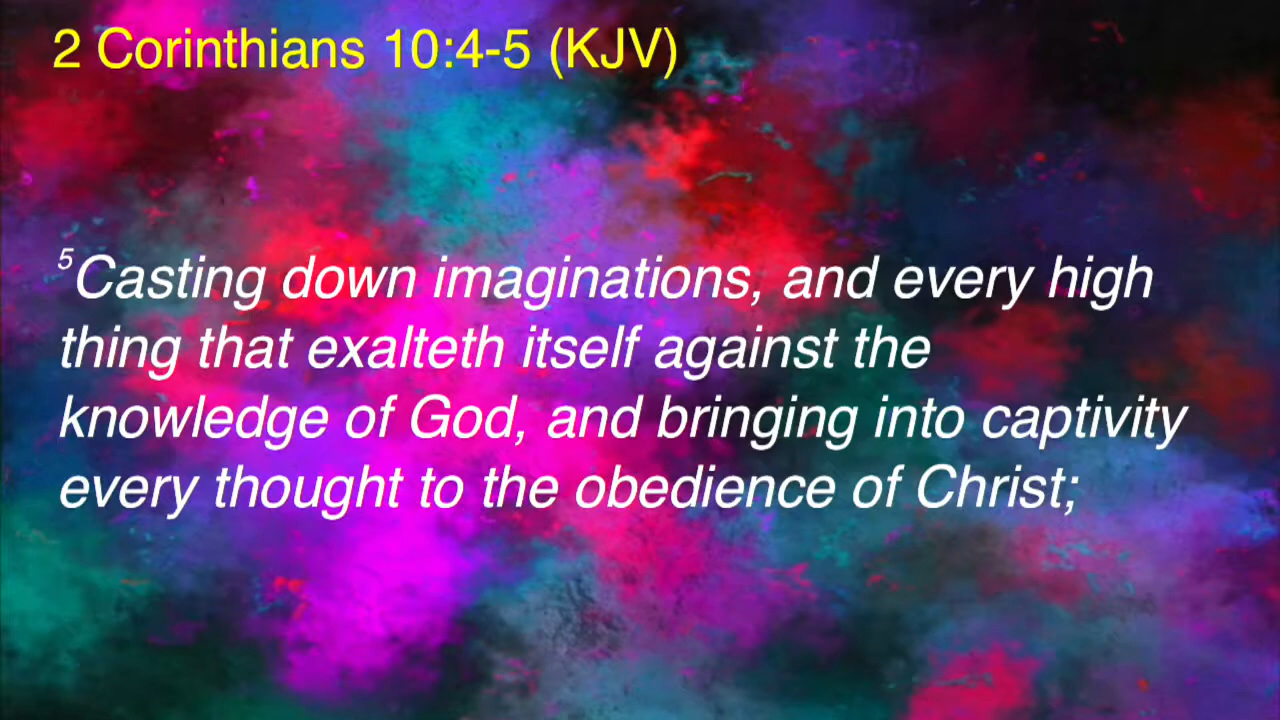 2 Corinthians 10:4-5 (KJV)
⁵Casting down imaginations, and every high
thing that exalteth itself against the
knowledge of God, and bringing into captivity
every thought to the obedience of Christ;